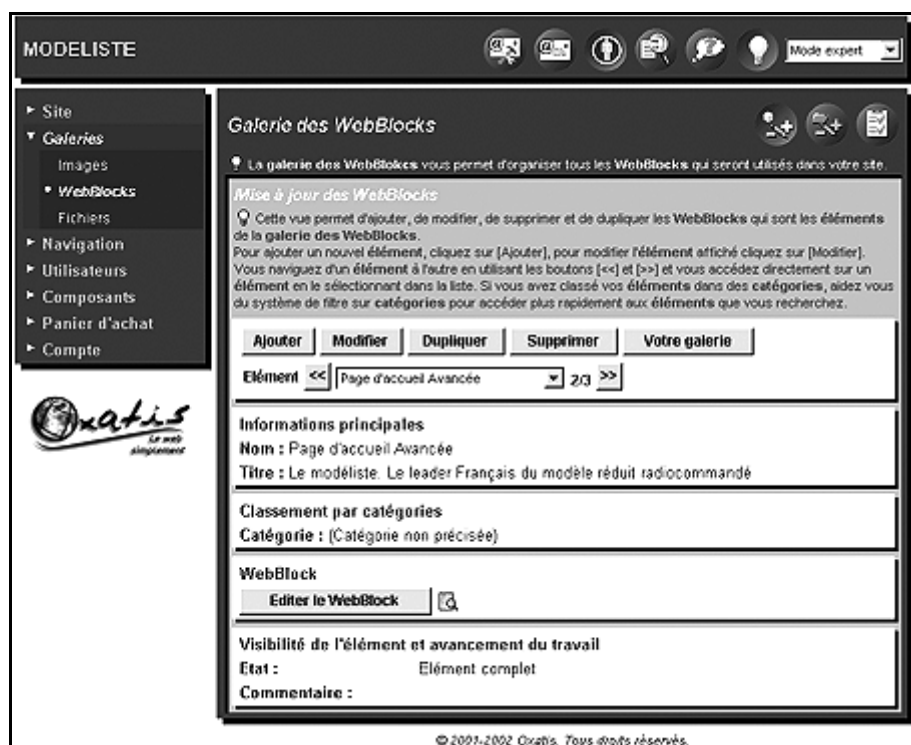 MODELISTE
Mode expert
Site
Galeries
Images
WebBlocks
Fichiers
Navigation
Utilisateurs
Composants
Panier d'achat
Compte
Oxatis
Le web
simplement
Galerie des WebBlocks
La galerie des WebBlokcs vous permet d'organiser tous les WebBlocks qui seront utilisés dans votre site.
Mise à jour des WebBlocks
Cette vue permet d'ajouter, de modifier, de supprimer et de dupliquer les WebBlocks qui sont les éléments
de la galerie des WebBlocks.
Pour ajouter un nouvel élément, cliquez sur [Ajouter], pour modifier l'élément affiché cliquez sur [Modifier].
Vous naviguez d'un élément à l'autre en utilisant les boutons [<<] et [>>] et vous accédez directement sur un
élément en le sélectionnant dans la liste. Si vous avez classé vos éléments dans des catégories, aidez vous
du système de filtre sur catégories pour accéder plus rapidement aux éléments que vous recherchez.
Ajouter Modifier Dupliquer Supprimer Votre galerie
Elément << Page d'accueil Avancée 2/3 >>
Informations principales
Nom : Page d'accueil Avancée
Titre : Le modéliste. Le leader Français du modèle réduit radiocommandé
Classement par catégories
Catégorie : (Catégorie non précisée)
WebBlock
Editer le WebBlock
Visibilité de l'élément et avancement du travail
Etat : Elément complet
Commentaire :
© 2001-2002 Oxatis. Tous droits réservés.